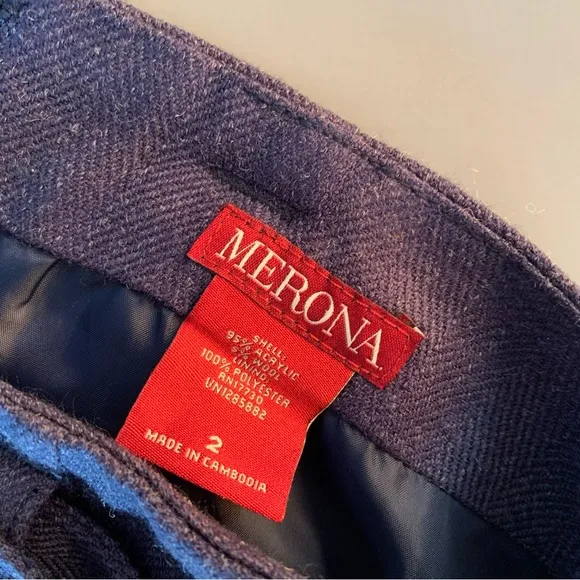 MERONA
SHELL:
95% ACRYLIC
5% WOOL
LINING:
100% POLYESTER
RN17730
UN1285882
2
MADE IN CAMBODIA